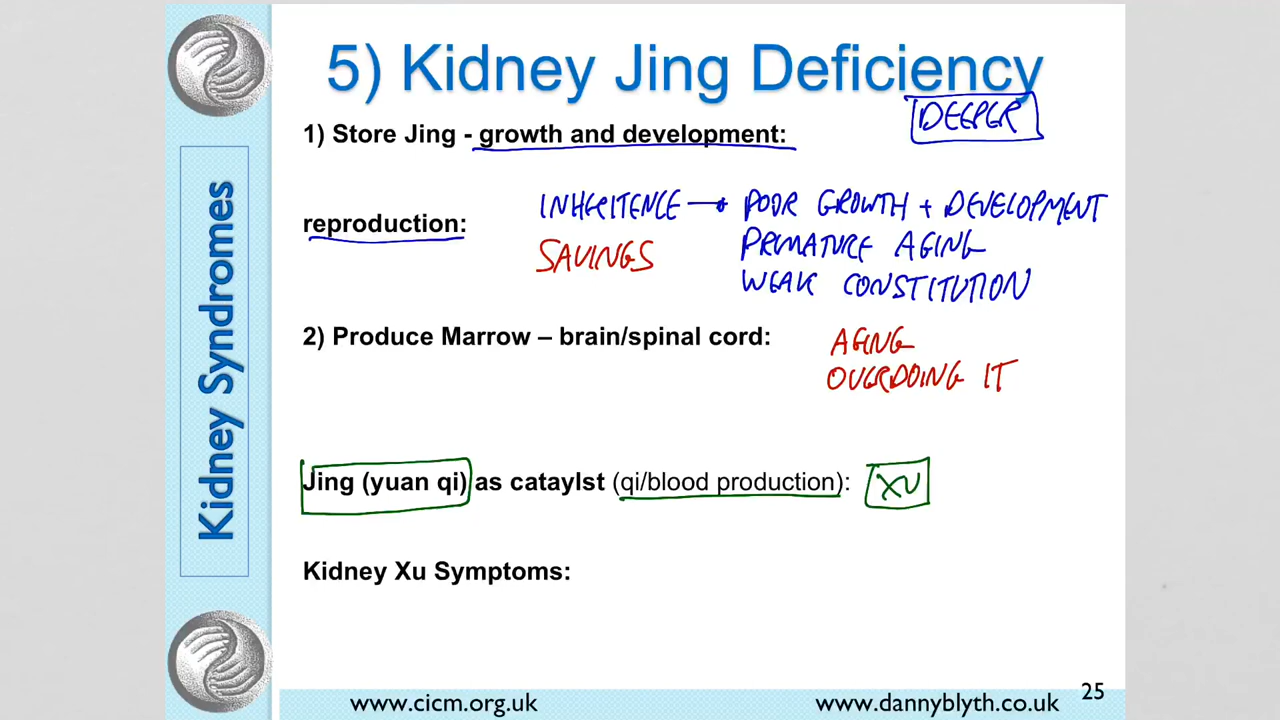 5) Kidney Jing Deficiency
DEEPER
1) Store Jing - growth and development:
INHERITENCE → POOR GROWTH + DEVELOPMENT
reproduction:
SAVINGS
PREMATURE AGING
WEAK CONSTITUTION
2) Produce Marrow – brain/spinal cord:
AGING
OVERDOING IT
Jing (yuan qi) as cataylst (qi/blood production):
XU
Kidney Xu Symptoms:
Kidney Syndromes
www.cicm.org.uk
www.dannyblyth.co.uk
25